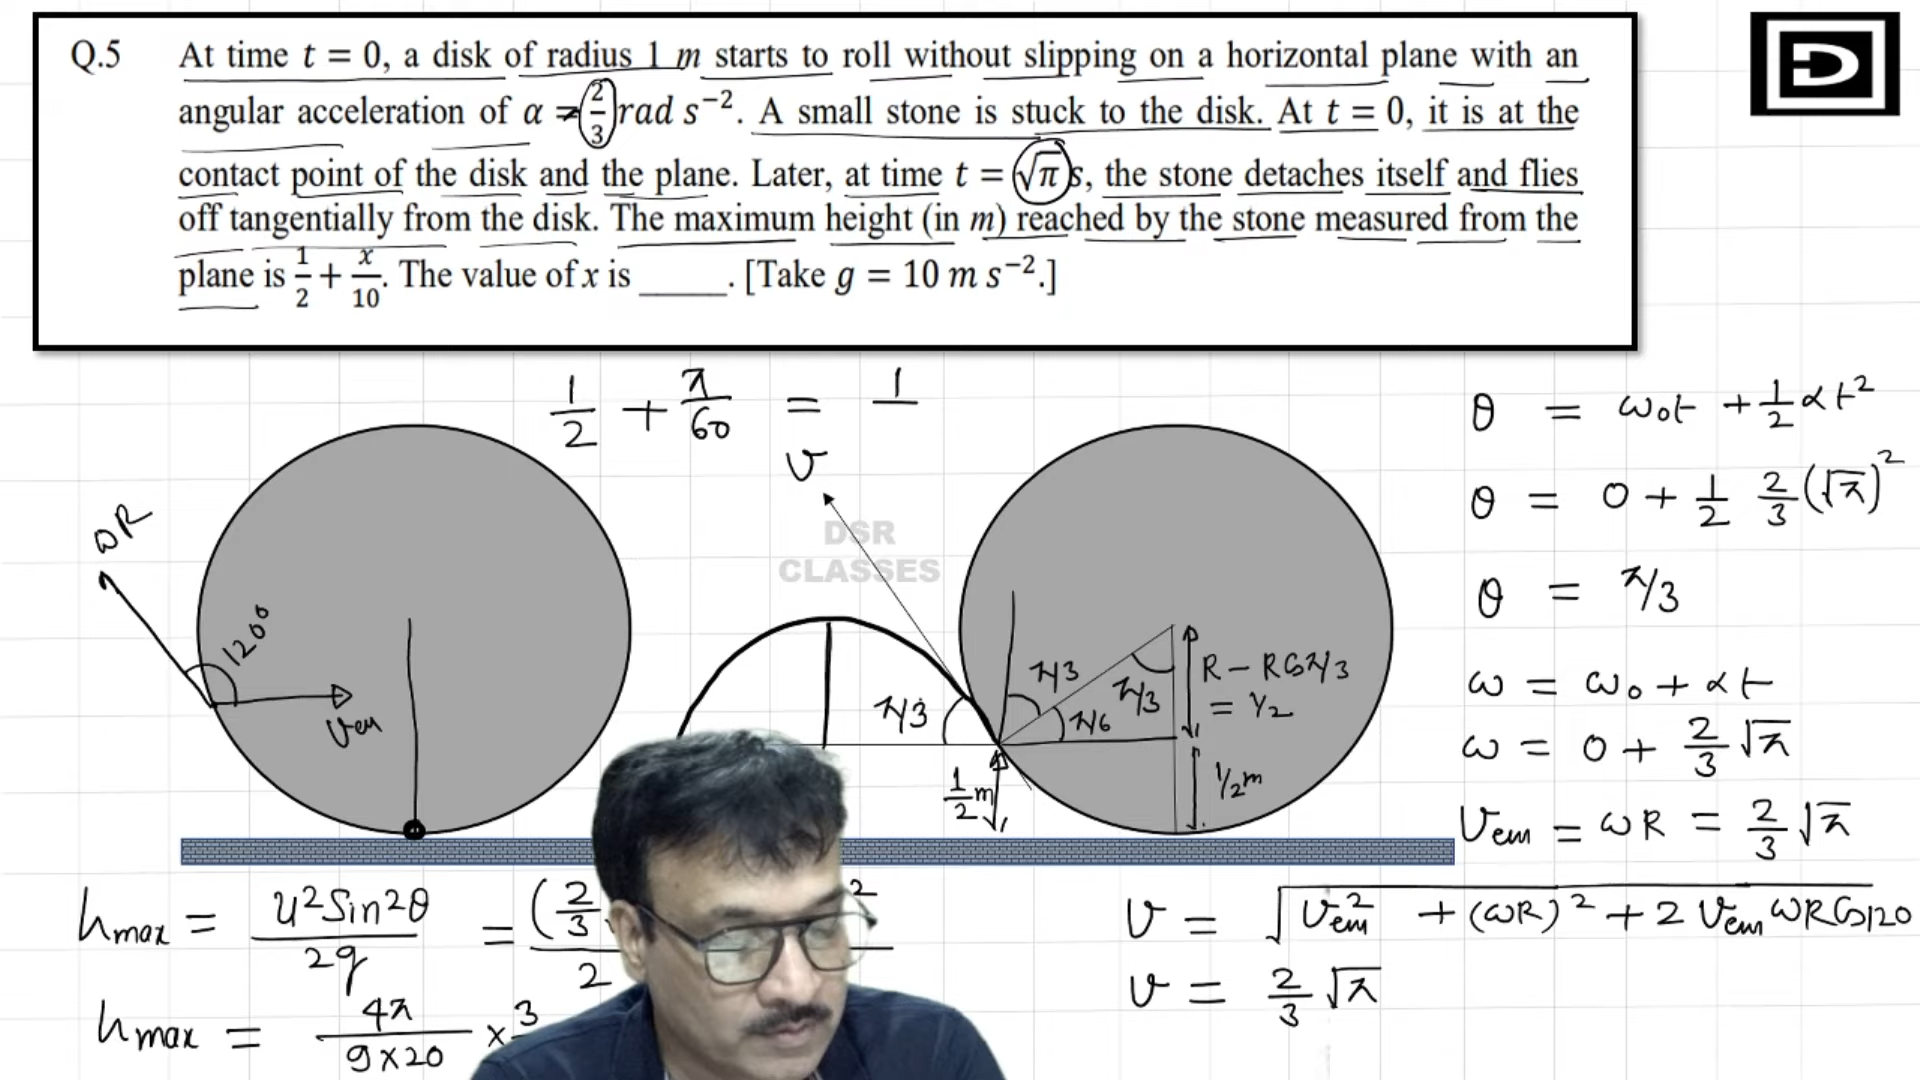 Q.5 At time t = 0, a disk of radius 1 m starts to roll without slipping on a horizontal plane with an
angular acceleration of α = 2/3 rad s⁻². A small stone is stuck to the disk. At t = 0, it is at the
contact point of the disk and the plane. Later, at time t = √π s, the stone detaches itself and flies
off tangentially from the disk. The maximum height (in m) reached by the stone measured from the
plane is 1/2 + x/10. The value of x is _____. [Take g = 10 m s⁻².]
1/2 + π/60 = 1
v
DSR
CLASSES
ωR
120°
Vcm
π/3
π/3
π/3
π/6
R - R Cos π/3
= 1/2
1/2 m
1/2 m
θ = ω₀t + 1/2 αt²
θ = 0 + 1/2 2/3 (√π)²
θ = π/3
ω = ω₀ + αt
ω = 0 + 2/3 √π
Vcm = ωR = 2/3 √π
hmax = u² Sin²θ / 2g = (2/3 2 / 2
hmax = 4π / 9×20 × 3
v = √(Vcm² + (ωR)² + 2 Vcm ωR Cos120)
v = 2/3 √π